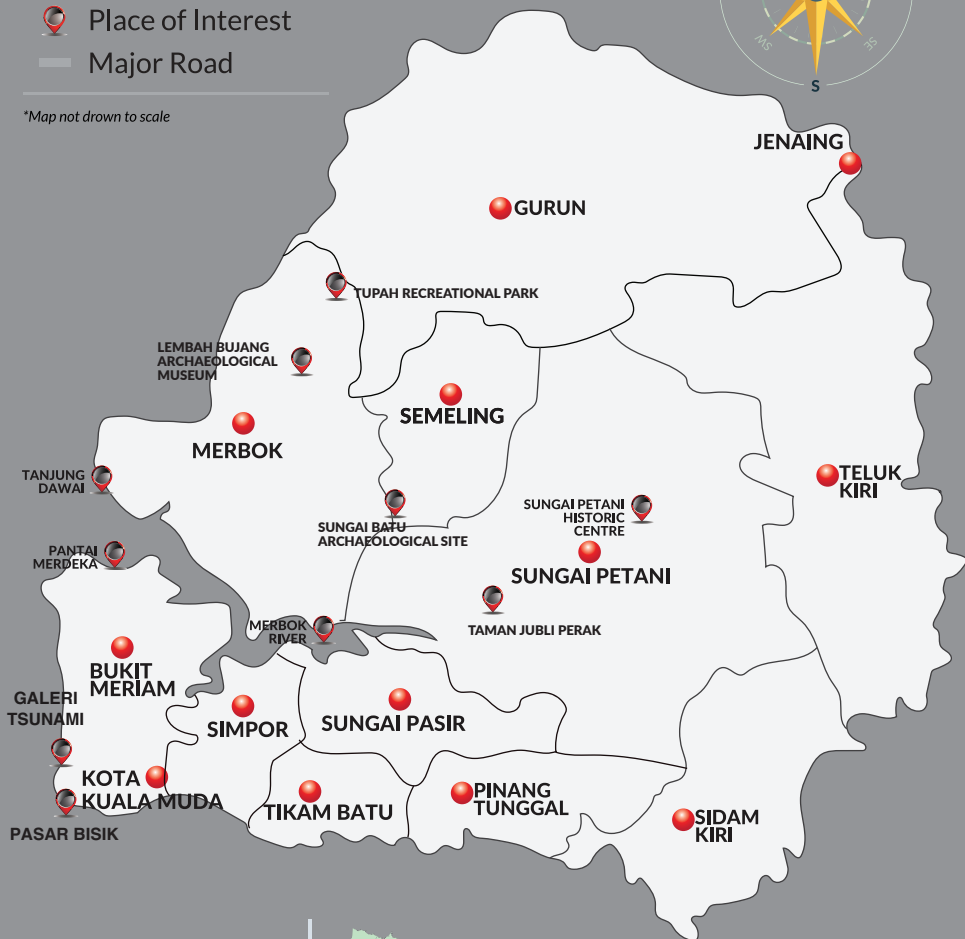 Place of Interest
Major Road
*Map not drown to scale
SW
SE
S
JENAING
GURUN
TUPAH RECREATIONAL PARK
LEMBAH BUJANG
ARCHAEOLOGICAL
MUSEUM
SEMELING
MERBOK
TANJUNG
DAWAI
TELUK
KIRI
SUNGAI PETANI
HISTORIC
CENTRE
SUNGAI BATU
ARCHAEOLOGICAL SITE
PANTAI
MERDEKA
SUNGAI PETANI
MERBOK
RIVER
TAMAN JUBLI PERAK
BUKIT
MERIAM
GALERI
TSUNAMI
SIMPOR
SUNGAI PASIR
KOTA
KUALA MUDA
TIKAM BATU
PINANG
TUNGGAL
SIDAM
KIRI
PASAR BISIK